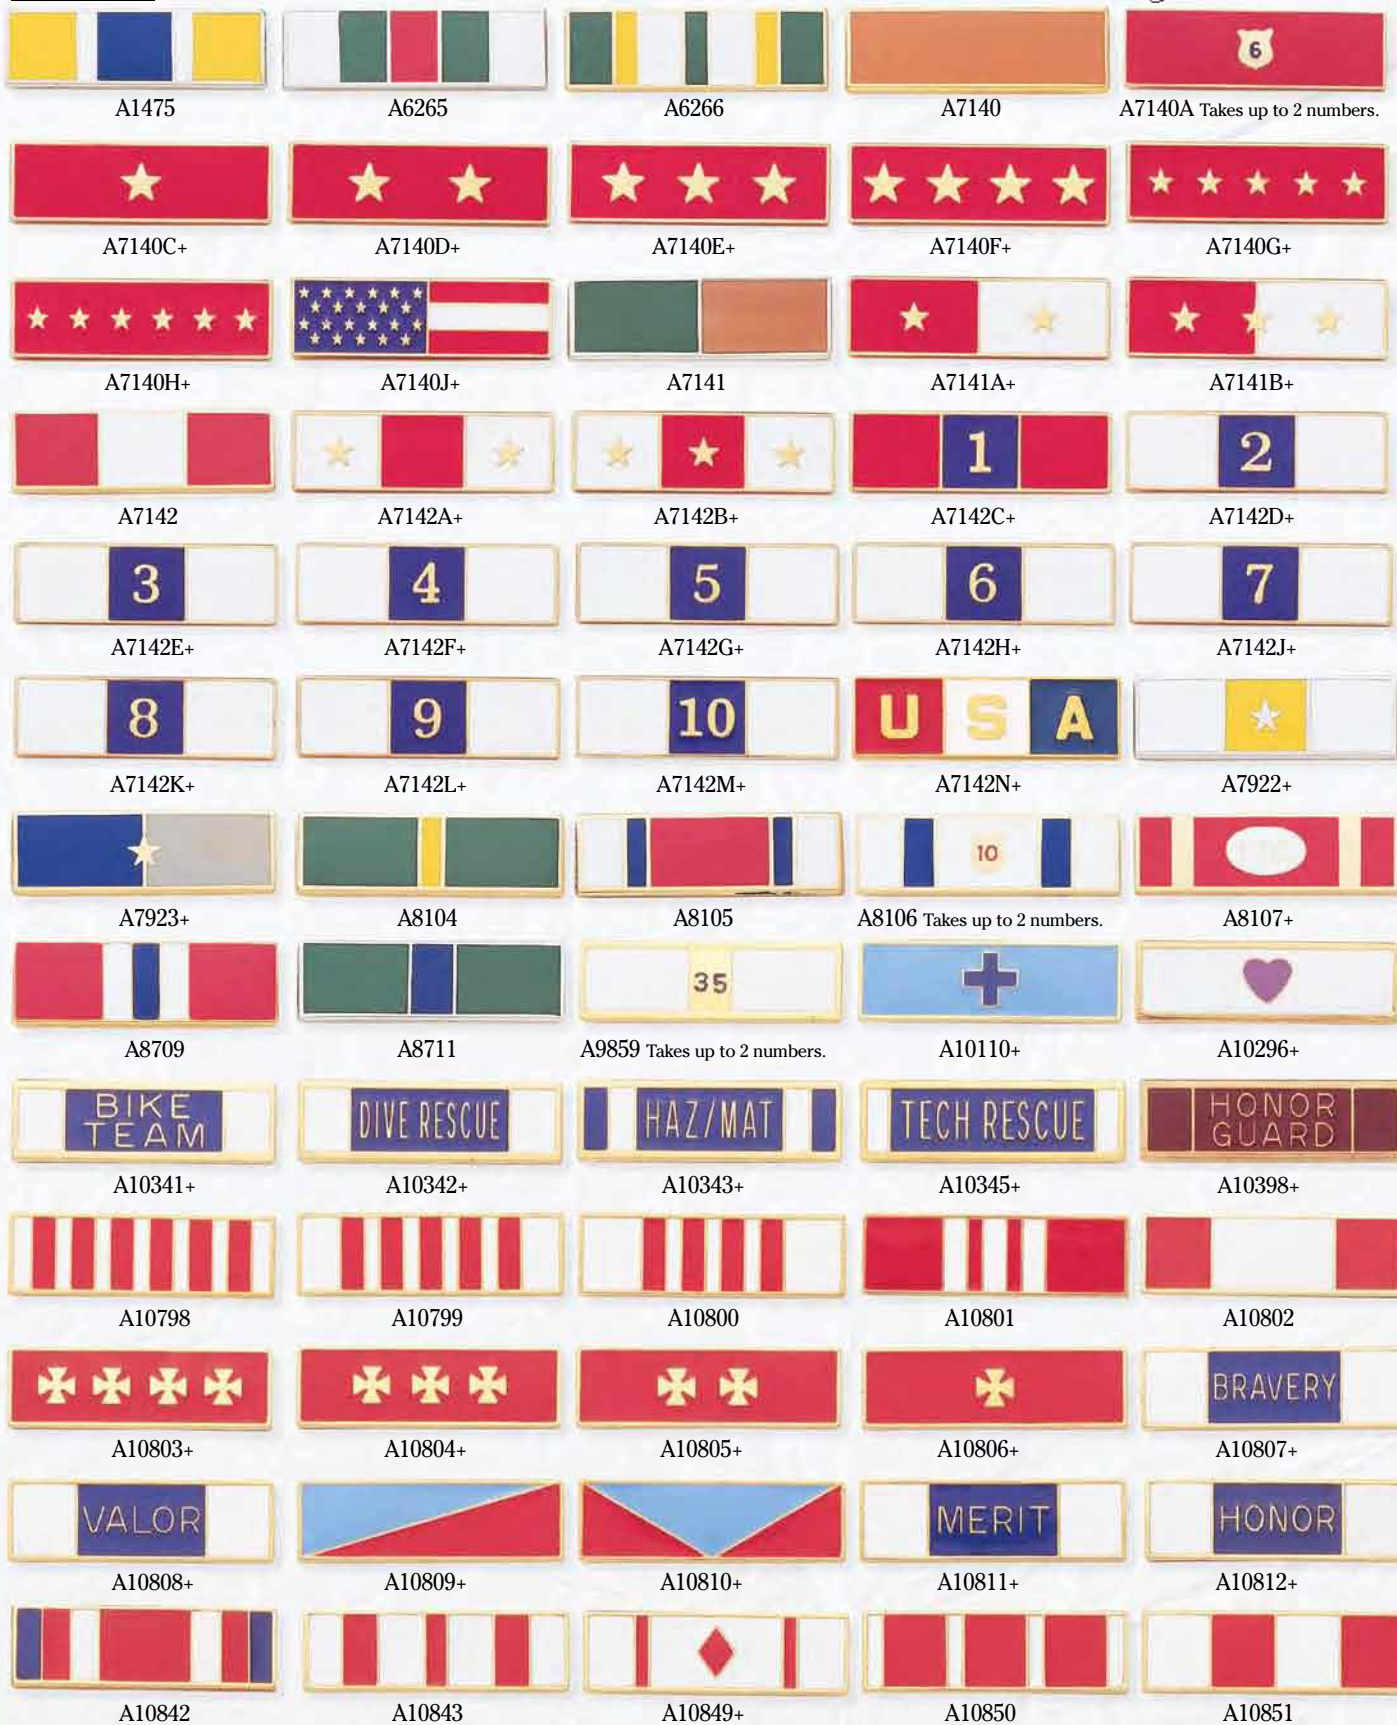 6
A1475 A6265 A6266 A7140 A7140A Takes up to 2 numbers.
A7140C+ A7140D+ A7140E+ A7140F+ A7140G+
A7140H+ A7140J+ A7141 A7141A+ A7141B+
1 2
A7142 A7142A+ A7142B+ A7142C+ A7142D+
3 4 5 6 7
A7142E+ A7142F+ A7142G+ A7142H+ A7142J+
8 9 10 U S A
A7142K+ A7142L+ A7142M+ A7142N+ A7922+
10
A7923+ A8104 A8105 A8106 Takes up to 2 numbers. A8107+
35
A8709 A8711 A9859 Takes up to 2 numbers. A10110+ A10296+
BIKE TEAM DIVE RESCUE HAZ/MAT TECH RESCUE HONOR GUARD
A10341+ A10342+ A10343+ A10345+ A10398+
A10798 A10799 A10800 A10801 A10802
BRAVERY
A10803+ A10804+ A10805+ A10806+ A10807+
VALOR MERIT HONOR
A10808+ A10809+ A10810+ A10811+ A10812+
A10842 A10843 A10849+ A10850 A10851